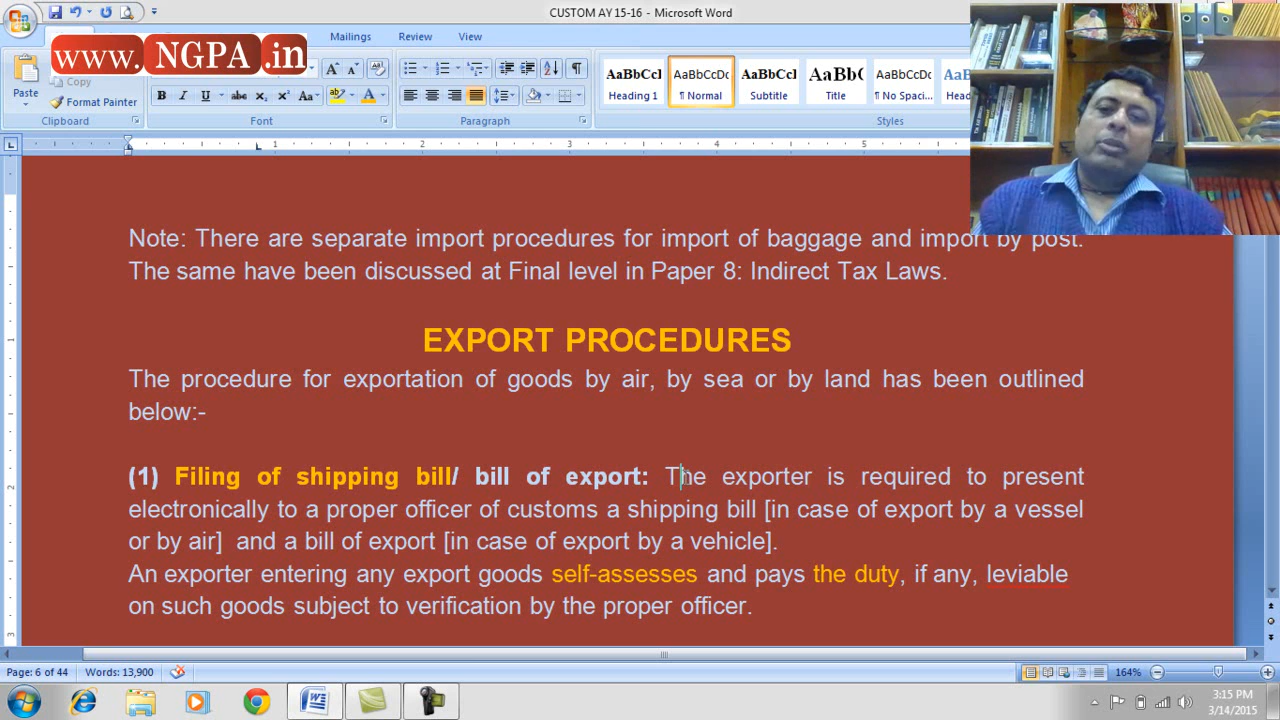 CUSTOM AY 15-16 - Microsoft Word
www. NGPA.in
Mailings Review View
Paste
Copy
Format Painter
Clipboard
Font
Paragraph
AaBbCcI AaBbCcDc AaBbCcI AaBb( AaBbCcDc AaBb
Heading 1 ¶ Normal Subtitle Title ¶ No Spaci... Head
Styles
1 2 3 4 5
Note: There are separate import procedures for import of baggage and import by post.
The same have been discussed at Final level in Paper 8: Indirect Tax Laws.
EXPORT PROCEDURES
The procedure for exportation of goods by air, by sea or by land has been outlined
below:-
(1) Filing of shipping bill/ bill of export: The exporter is required to present
electronically to a proper officer of customs a shipping bill [in case of export by a vessel
or by air] and a bill of export [in case of export by a vehicle].
An exporter entering any export goods self-assesses and pays the duty, if any, leviable
on such goods subject to verification by the proper officer.
Page: 6 of 44 Words: 13,900 164%
3:15 PM
3/14/2015